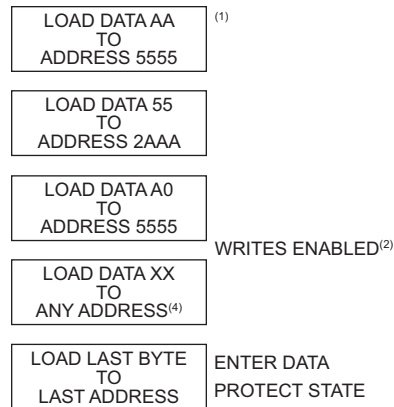 LOAD DATA AA (1)
TO
ADDRESS 5555
LOAD DATA 55
TO
ADDRESS 2AAA
LOAD DATA A0
TO
ADDRESS 5555
WRITES ENABLED(2)
LOAD DATA XX
TO
ANY ADDRESS(4)
LOAD LAST BYTE
TO
LAST ADDRESS
ENTER DATA
PROTECT STATE